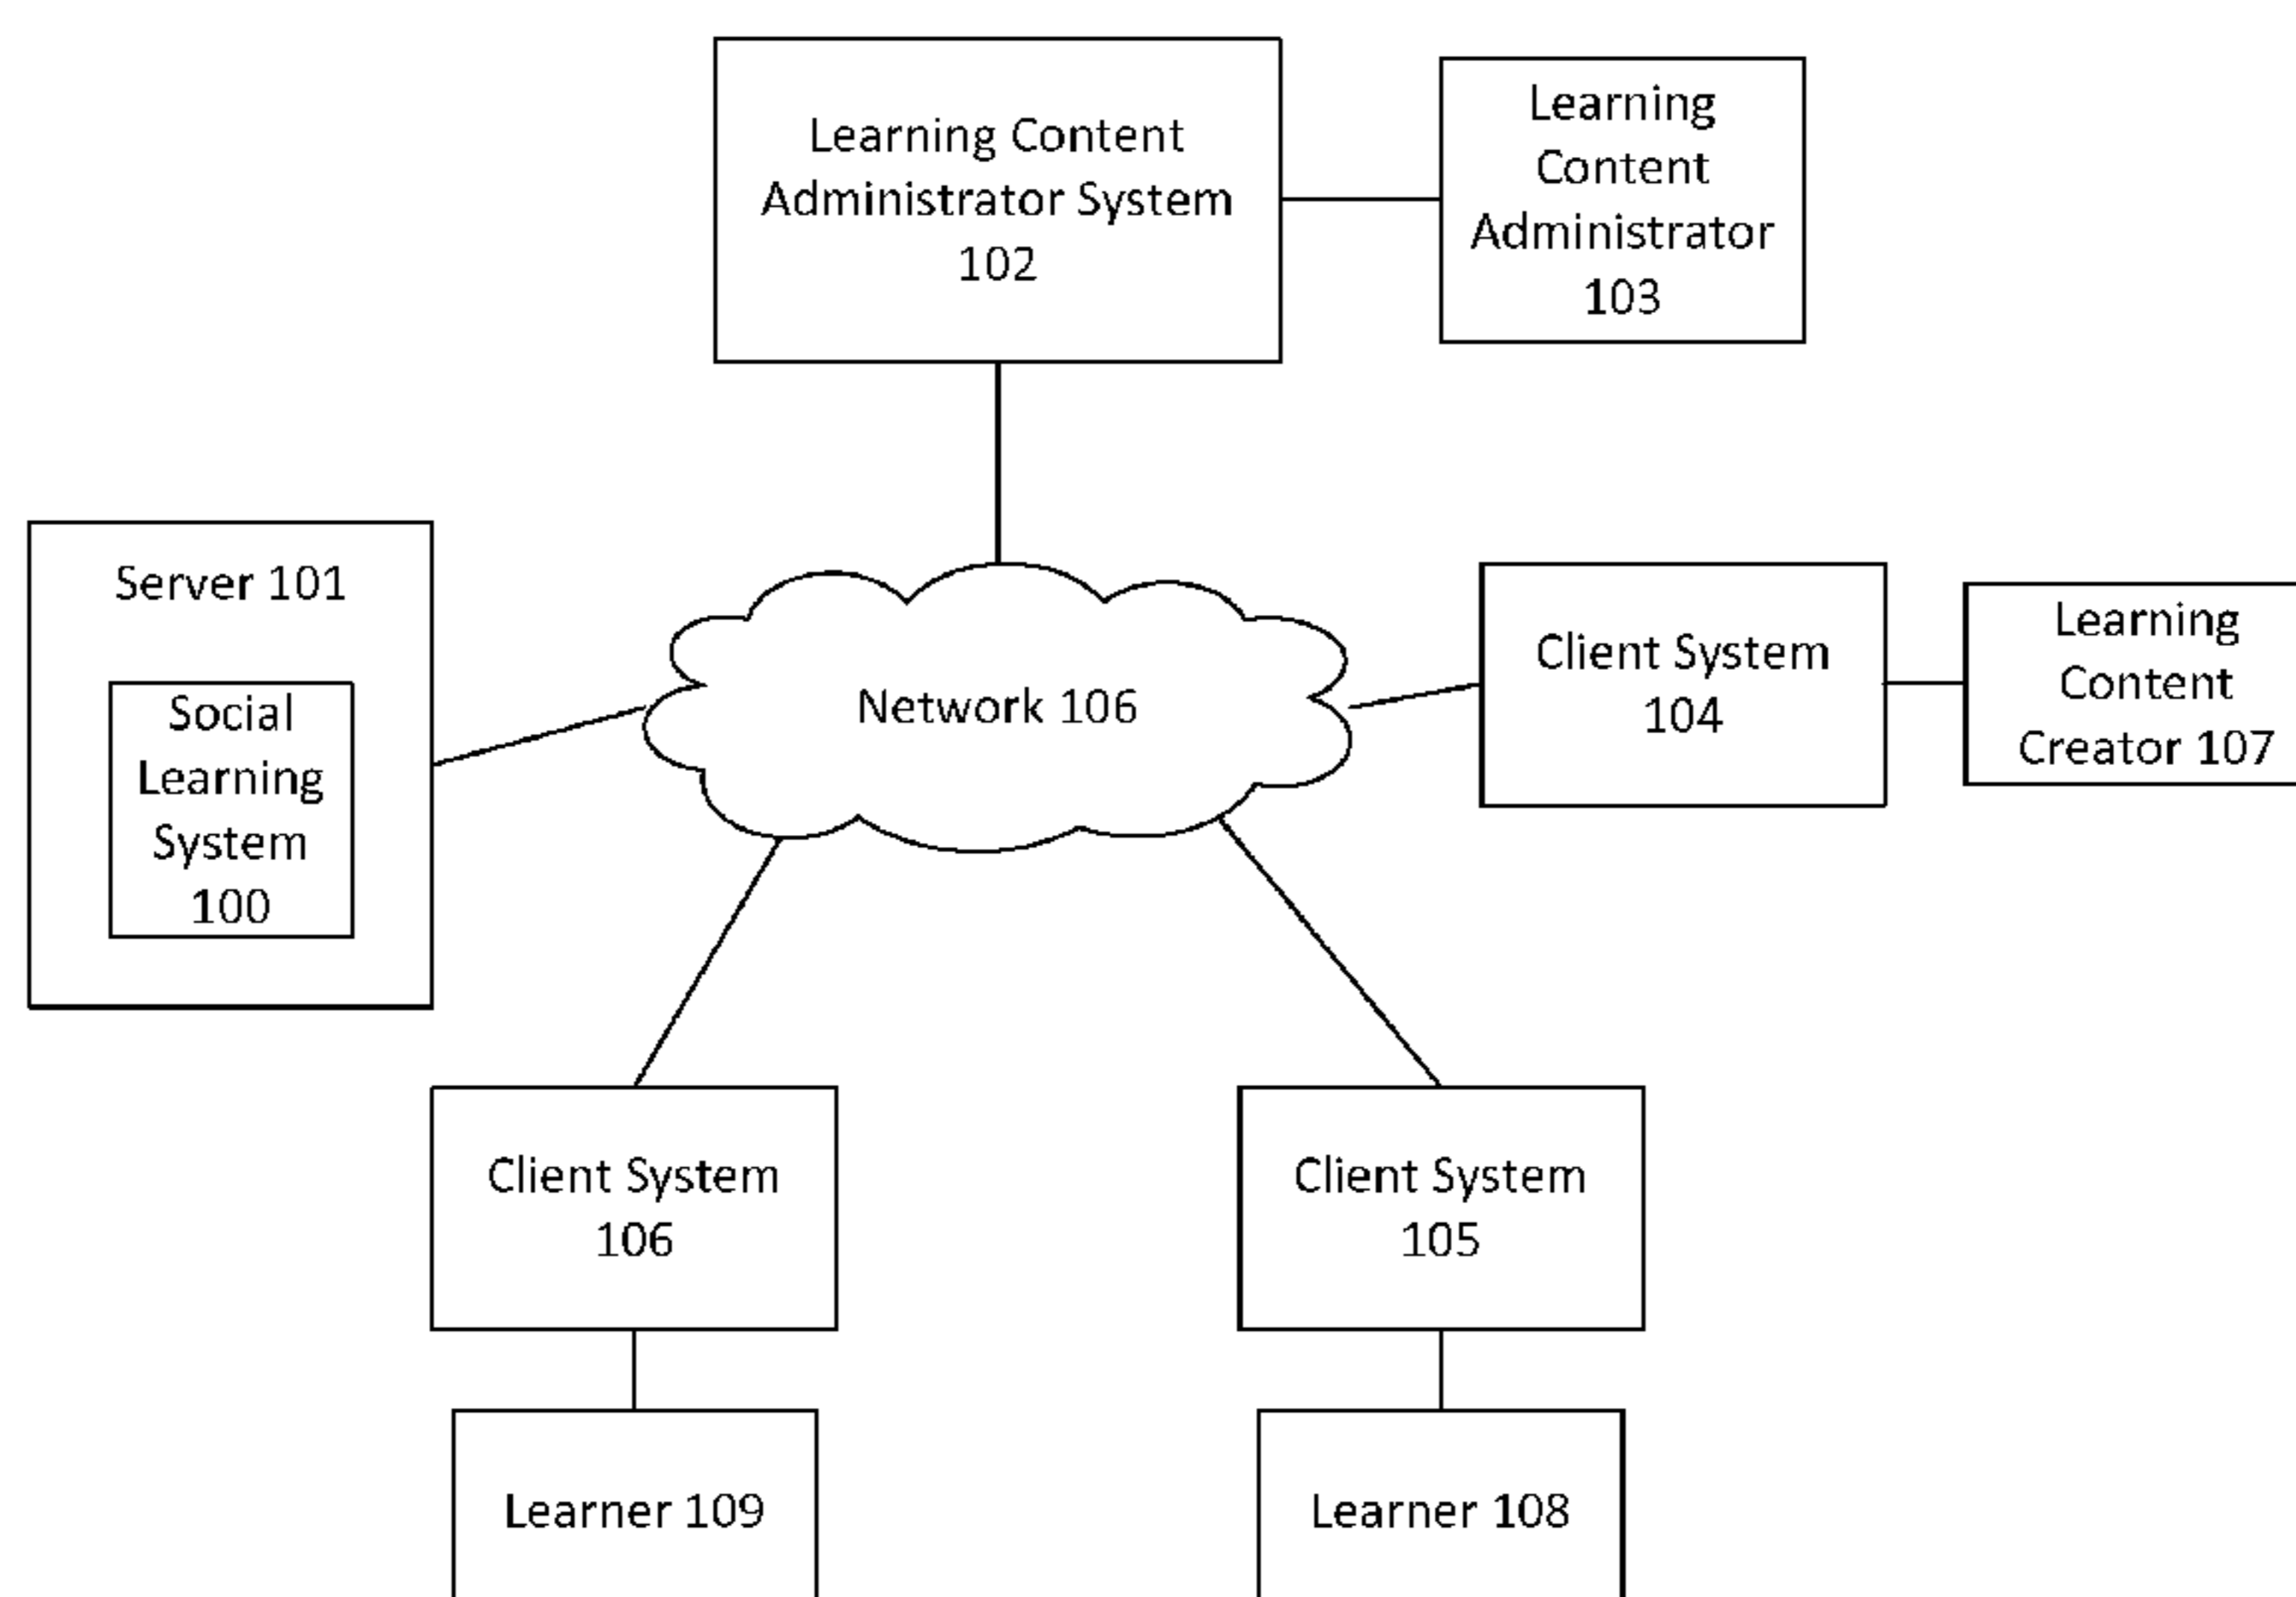 Learning Content
Administrator System
102
Learning
Content
Administrator
103
Server 101
Social
Learning
System
100
Network 106
Client System
104
Learning
Content
Creator 107
Client System
106
Client System
105
Learner 109
Learner 108